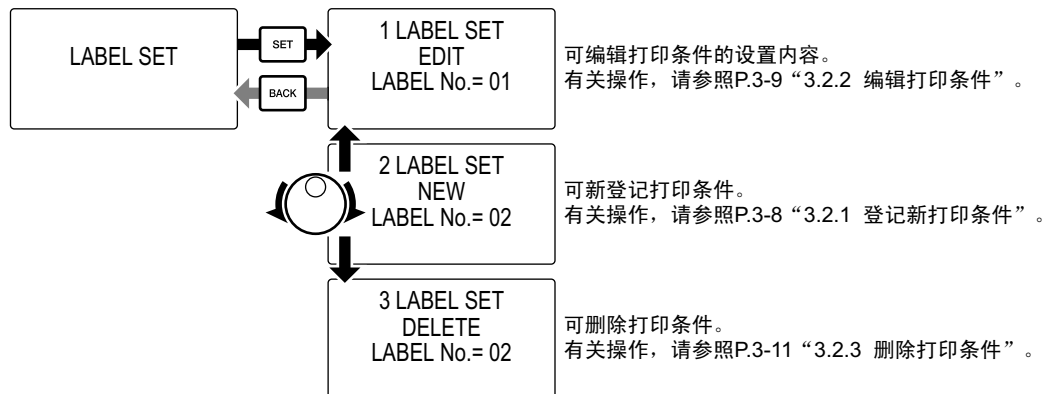 LABEL SET
SET
BACK
1 LABEL SET
EDIT
LABEL No.= 01
可编辑打印条件的设置内容。
有关操作，请参照P.3-9“3.2.2 编辑打印条件”。
2 LABEL SET
NEW
LABEL No.= 02
可新登记打印条件。
有关操作，请参照P.3-8“3.2.1 登记新打印条件”。
3 LABEL SET
DELETE
LABEL No.= 02
可删除打印条件。
有关操作，请参照P.3-11“3.2.3 删除打印条件”。